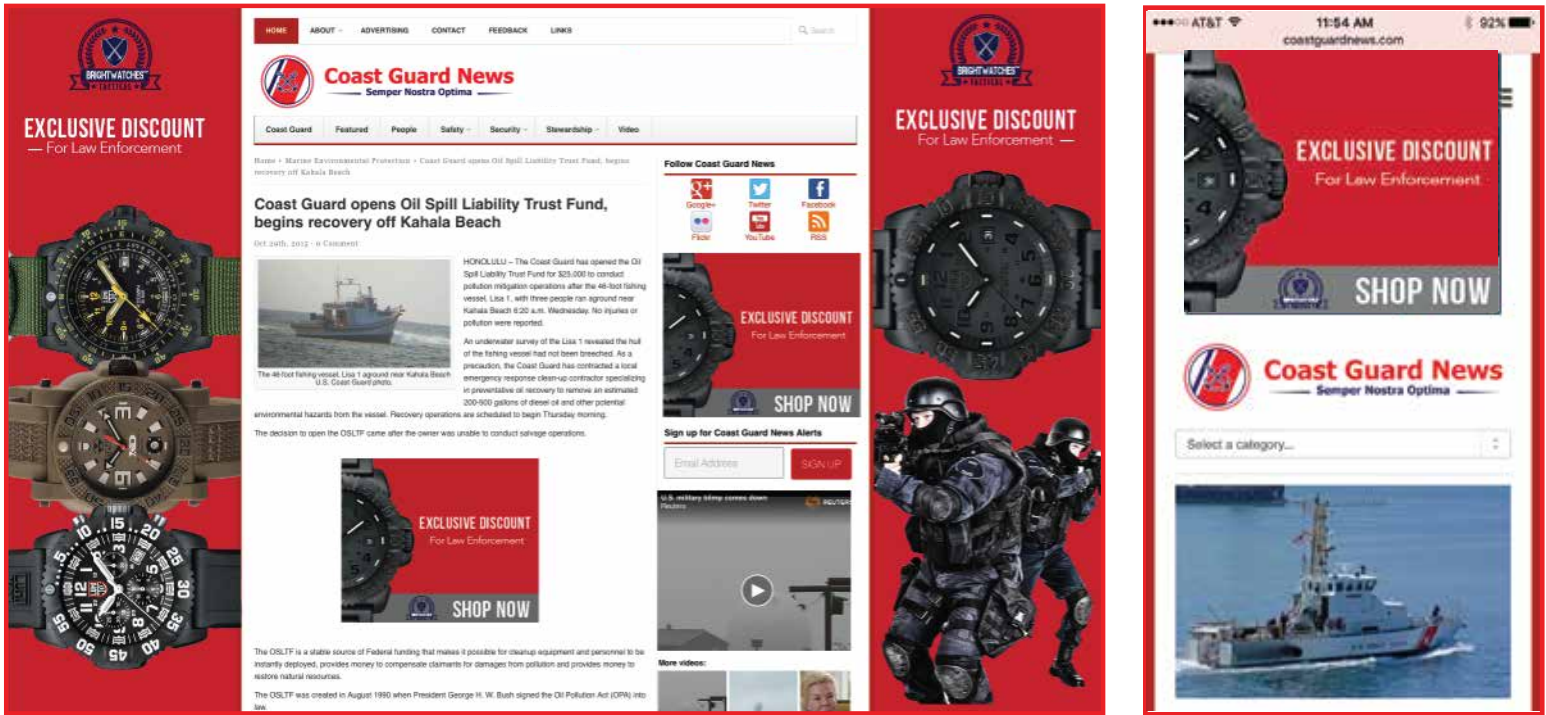 BRIGHTWATCHES
TACTICAL
EXCLUSIVE DISCOUNT
— For Law Enforcement
HOME ABOUT ADVERTISING CONTACT FEEDBACK LINKS Search
Coast Guard News
Semper Nostra Optima
Coast Guard Featured People Safety Security Stewardship Video
Home › Marine Environmental Protection › Coast Guard opens Oil Spill Liability Trust Fund, begins
recovery off Kahala Beach
Coast Guard opens Oil Spill Liability Trust Fund,
begins recovery off Kahala Beach
0 Comment
HONOLULU – The Coast Guard has opened the Oil
Spill Liability Trust Fund for $25,000 to conduct
pollution mitigation operations after the 46-foot fishing
vessel, Lisa 1, with three people ran aground near
Kahala Beach 6:20 a.m. Wednesday. No injuries or
pollution were reported.
The 46-foot fishing vessel, Lisa 1 aground near Kahala Beach
U.S. Coast Guard photo.
An underwater survey of the Lisa 1 revealed the hull
of the fishing vessel had not been breeched. As a
precaution, the Coast Guard has contracted a local
emergency response clean-up contractor specializing
in preventative oil recovery to remove an estimated
200-500 gallons of diesel oil and other potential
environmental hazards from the vessel. Recovery operations are scheduled to begin Thursday morning.
The decision to open the OSLTF came after the owner was unable to conduct salvage operations.
EXCLUSIVE DISCOUNT
For Law Enforcement
SHOP NOW
The OSLTF is a stable source of Federal funding that makes it possible for cleanup equipment and personnel to be
instantly deployed, provides money to compensate claimants for damages from pollution and provides money to
restore natural resources.
The OSLTF was created in August 1990 when President George H. W. Bush signed the Oil Pollution Act (OPA) into
law.
Follow Coast Guard News
Google+ Twitter Facebook
Flickr YouTube RSS
EXCLUSIVE DISCOUNT
For Law Enforcement
SHOP NOW
Sign up for Coast Guard News Alerts
Email Address SIGN UP
U.S. military blimp comes down
Reuters
REUTERS
More videos:
BRIGHTWATCHES
TACTICAL
EXCLUSIVE DISCOUNT
For Law Enforcement —
AT&T 11:54 AM 92%
coastguardnews.com
EXCLUSIVE DISCOUNT
For Law Enforcement
SHOP NOW
Coast Guard News
Semper Nostra Optima
Select a category...